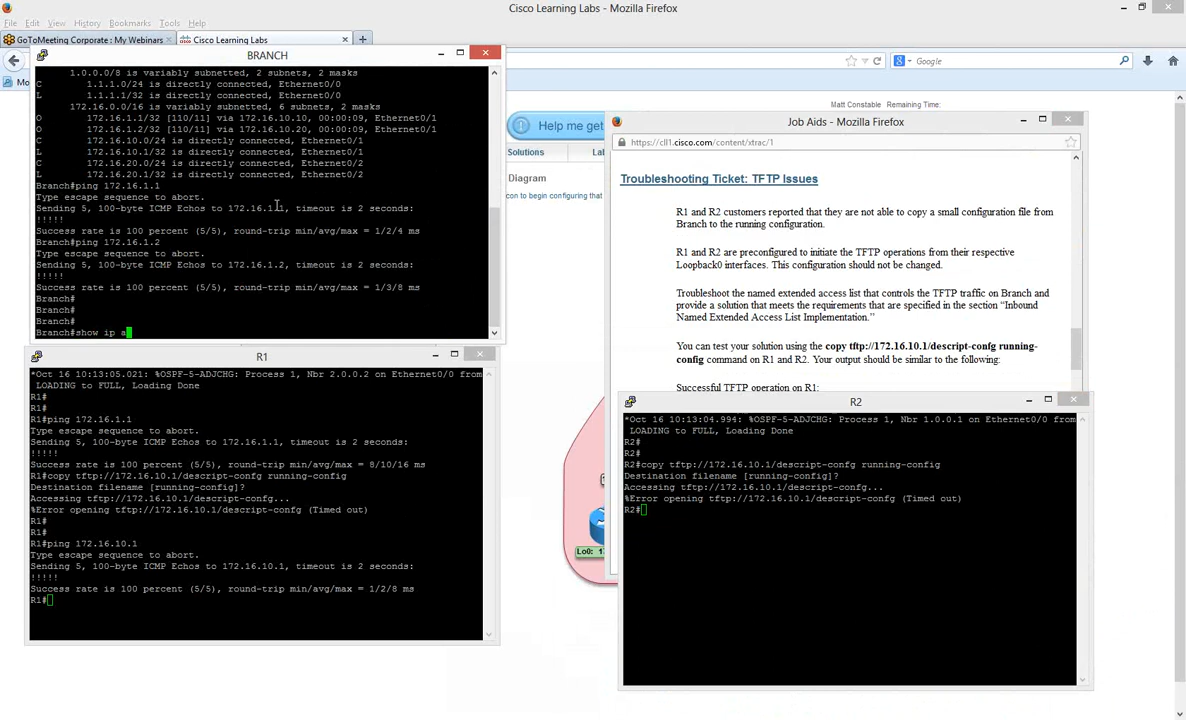 Cisco Learning Labs - Mozilla Firefox
File Edit View History Bookmarks Tools Help
GoToMeeting Corporate : My Webinars
Cisco Learning Labs
Google
BRANCH
1.0.0.0/8 is variably subnetted, 2 subnets, 2 masks
C 1.1.1.0/24 is directly connected, Ethernet0/0
L 1.1.1.1/32 is directly connected, Ethernet0/0
172.16.0.0/16 is variably subnetted, 6 subnets, 2 masks
O 172.16.1.1/32 [110/11] via 172.16.10.10, 00:00:09, Ethernet0/1
O 172.16.1.2/32 [110/11] via 172.16.10.20, 00:00:09, Ethernet0/1
C 172.16.10.0/24 is directly connected, Ethernet0/1
L 172.16.10.1/32 is directly connected, Ethernet0/1
C 172.16.20.0/24 is directly connected, Ethernet0/2
L 172.16.20.1/32 is directly connected, Ethernet0/2
Branch#ping 172.16.1.1
Type escape sequence to abort.
Sending 5, 100-byte ICMP Echos to 172.16.1.1, timeout is 2 seconds:
!!!!!
Success rate is 100 percent (5/5), round-trip min/avg/max = 1/2/4 ms
Branch#ping 172.16.1.2
Type escape sequence to abort.
Sending 5, 100-byte ICMP Echos to 172.16.1.2, timeout is 2 seconds:
!!!!!
Success rate is 100 percent (5/5), round-trip min/avg/max = 1/3/8 ms
Branch#
Branch#
Branch#
Branch#show ip a
Matt Constable Remaining Time:
Help me get
Solutions
Diagram
icon to begin configuring that
Job Aids - Mozilla Firefox
https://cll1.cisco.com/content/xtrac/1
Troubleshooting Ticket: TFTP Issues
R1 and R2 customers reported that they are not able to copy a small configuration file from
Branch to the running configuration.
R1 and R2 are preconfigured to initiate the TFTP operations from their respective
Loopback0 interfaces. This configuration should not be changed.
Troubleshoot the named extended access list that controls the TFTP traffic on Branch and
provide a solution that meets the requirements that are specified in the section “Inbound
Named Extended Access List Implementation.”
You can test your solution using the copy tftp://172.16.10.1/descript-confg running-
config command on R1 and R2. Your output should be similar to the following:
Successful TFTP operation on R1:
R1
*Oct 16 10:13:05.021: %OSPF-5-ADJCHG: Process 1, Nbr 2.0.0.2 on Ethernet0/0 from
LOADING to FULL, Loading Done
R1#
R1#
R1#ping 172.16.1.1
Type escape sequence to abort.
Sending 5, 100-byte ICMP Echos to 172.16.1.1, timeout is 2 seconds:
!!!!!
Success rate is 100 percent (5/5), round-trip min/avg/max = 8/10/16 ms
R1#copy tftp://172.16.10.1/descript-confg running-config
Destination filename [running-config]?
Accessing tftp://172.16.10.1/descript-confg...
%Error opening tftp://172.16.10.1/descript-confg (Timed out)
R1#
R1#
R1#ping 172.16.10.1
Type escape sequence to abort.
Sending 5, 100-byte ICMP Echos to 172.16.10.1, timeout is 2 seconds:
!!!!!
Success rate is 100 percent (5/5), round-trip min/avg/max = 1/2/8 ms
R1#
Lo0:
R2
*Oct 16 10:13:04.994: %OSPF-5-ADJCHG: Process 1, Nbr 1.0.0.1 on Ethernet0/0 from
LOADING to FULL, Loading Done
R2#
R2#
R2#copy tftp://172.16.10.1/descript-confg running-config
Destination filename [running-config]?
Accessing tftp://172.16.10.1/descript-confg...
%Error opening tftp://172.16.10.1/descript-confg (Timed out)
R2#